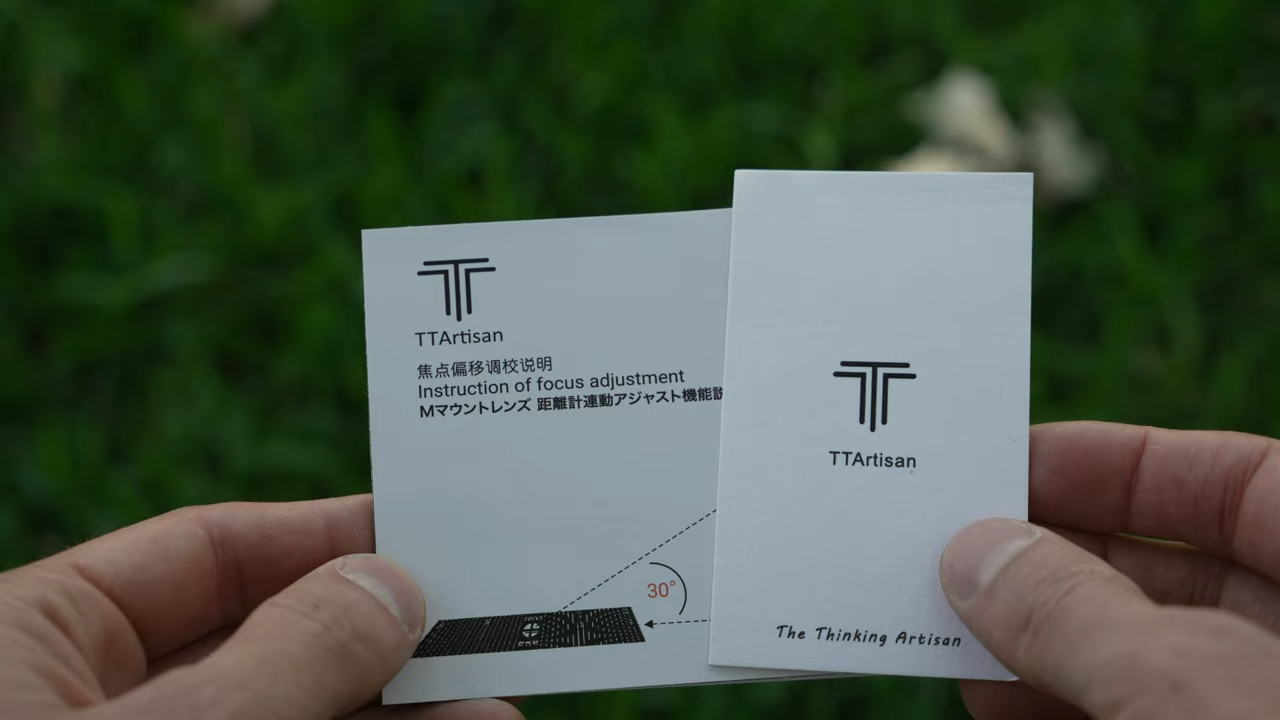 TTArtisan
焦点偏移调校说明
Instruction of focus adjustment
Mマウントレンズ 距離計連動アジャスト機能説
30°
TTArtisan
The Thinking Artisan